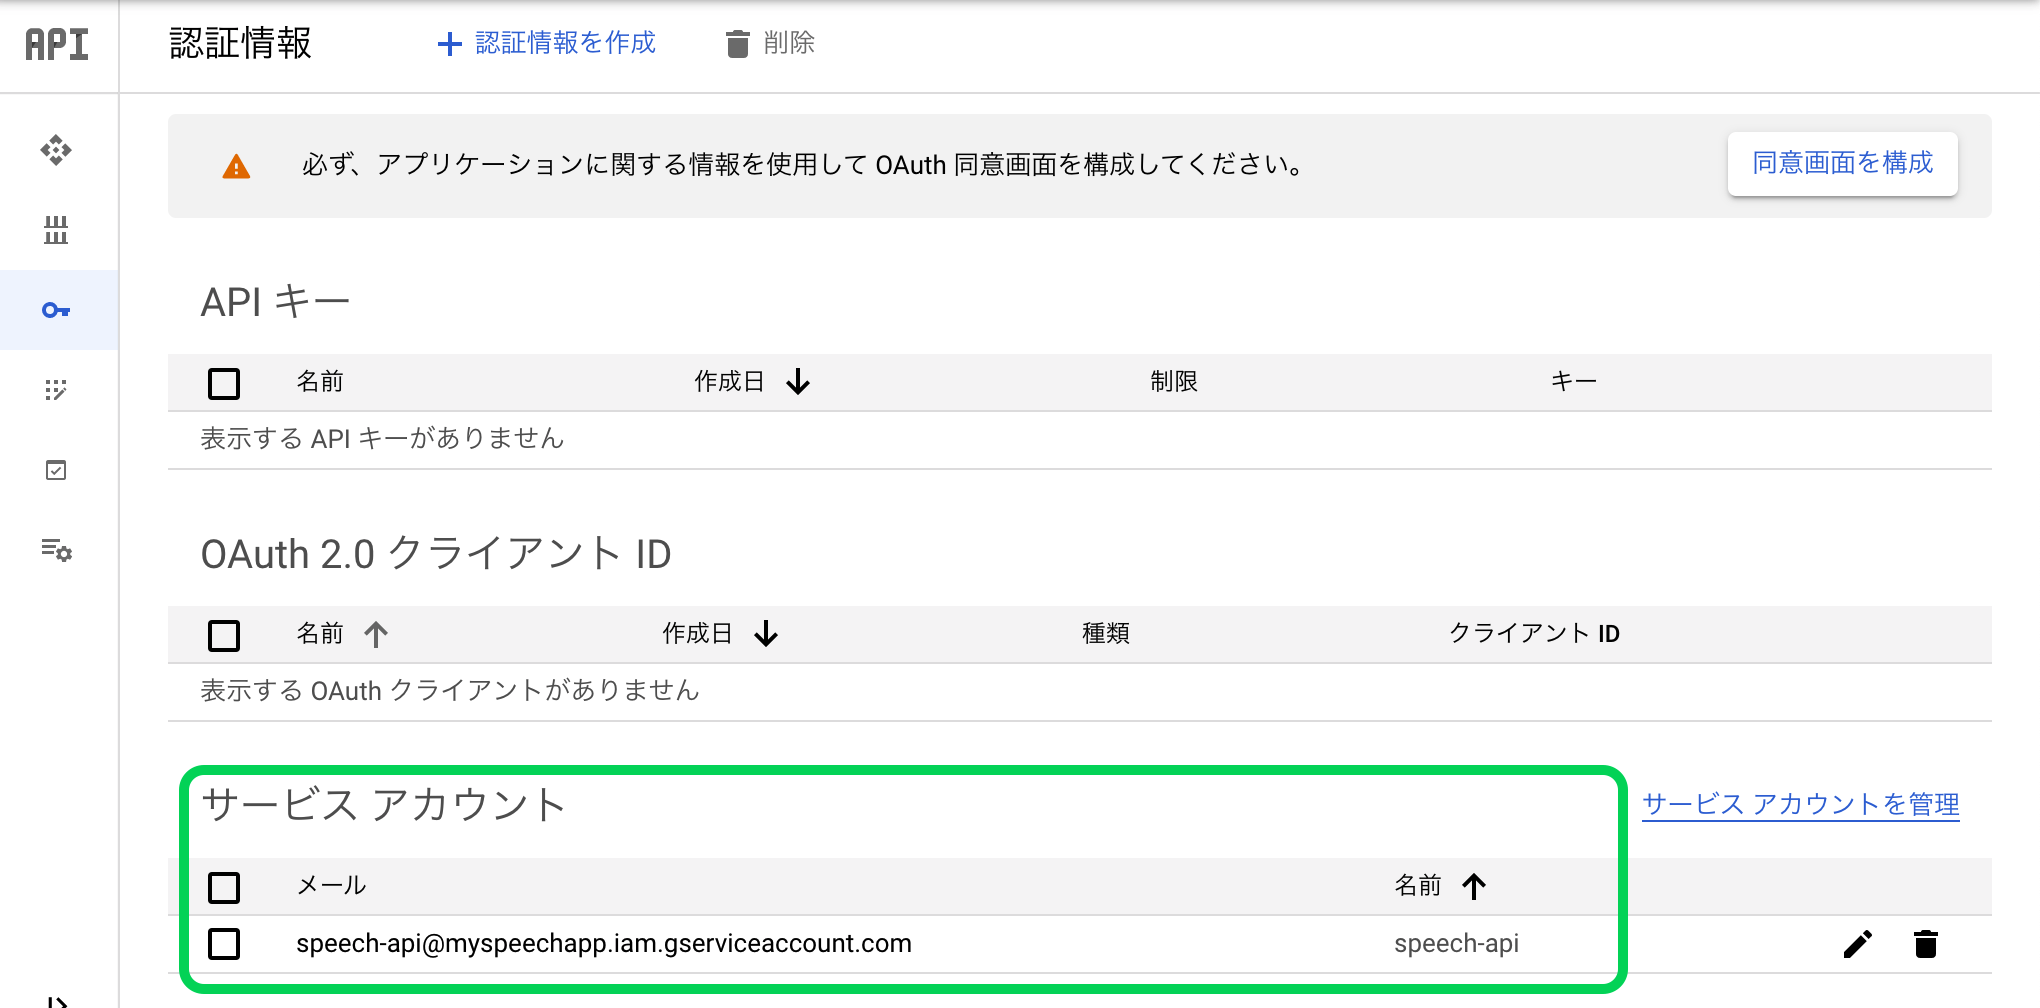 API
認証情報
認証情報を作成
削除
必ず、アプリケーションに関する情報を使用して OAuth 同意画面を構成してください。
同意画面を構成
API キー
名前 作成日 制限 キー
表示する API キーがありません
OAuth 2.0 クライアント ID
名前 作成日 種類 クライアント ID
表示する OAuth クライアントがありません
サービス アカウント
サービス アカウントを管理
メール 名前
speech-api@myspeechapp.iam.gserviceaccount.com speech-api